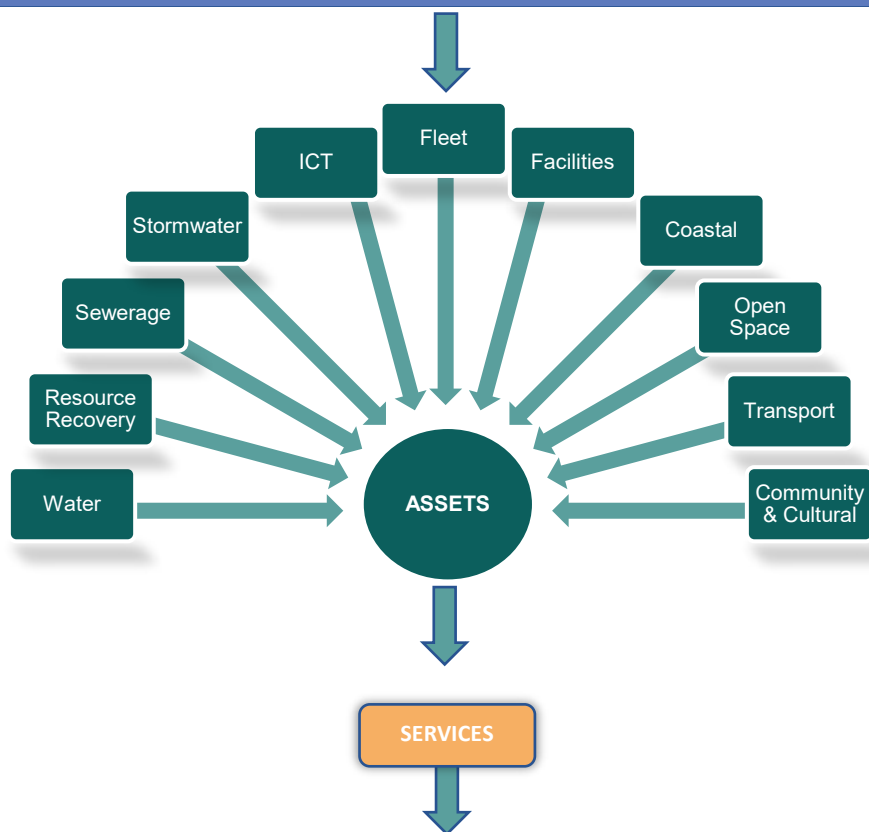 Fleet
ICT
Facilities
Stormwater
Coastal
Sewerage
Open
Space
Resource
Recovery
Transport
Water
ASSETS
Community
& Cultural
SERVICES